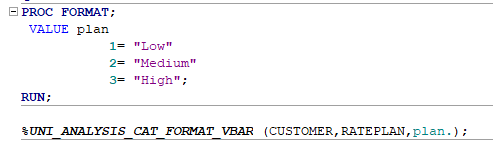 PROC FORMAT;
VALUE plan
1= "Low"
2= "Medium"
3= "High";
RUN;
%UNI_ANALYSIS_CAT_FORMAT_VBAR (CUSTOMER,RATEPLAN,plan.);